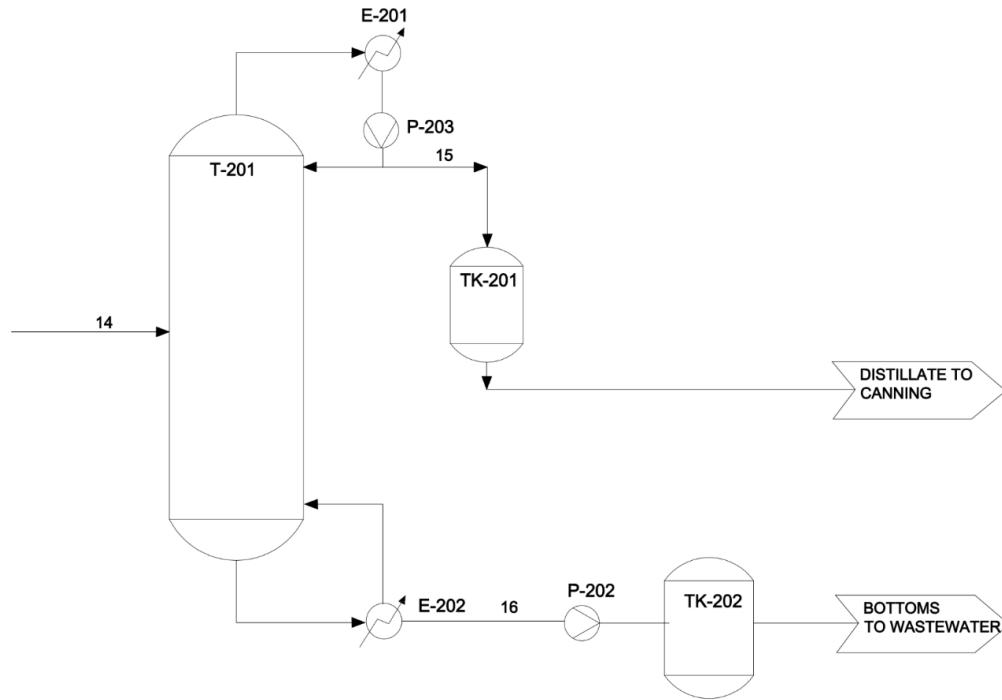 E-201
P-203
15
T-201
TK-201
14
DISTILLATE TO
CANNING
E-202
16
P-202
TK-202
BOTTOMS
TO WASTEWATER